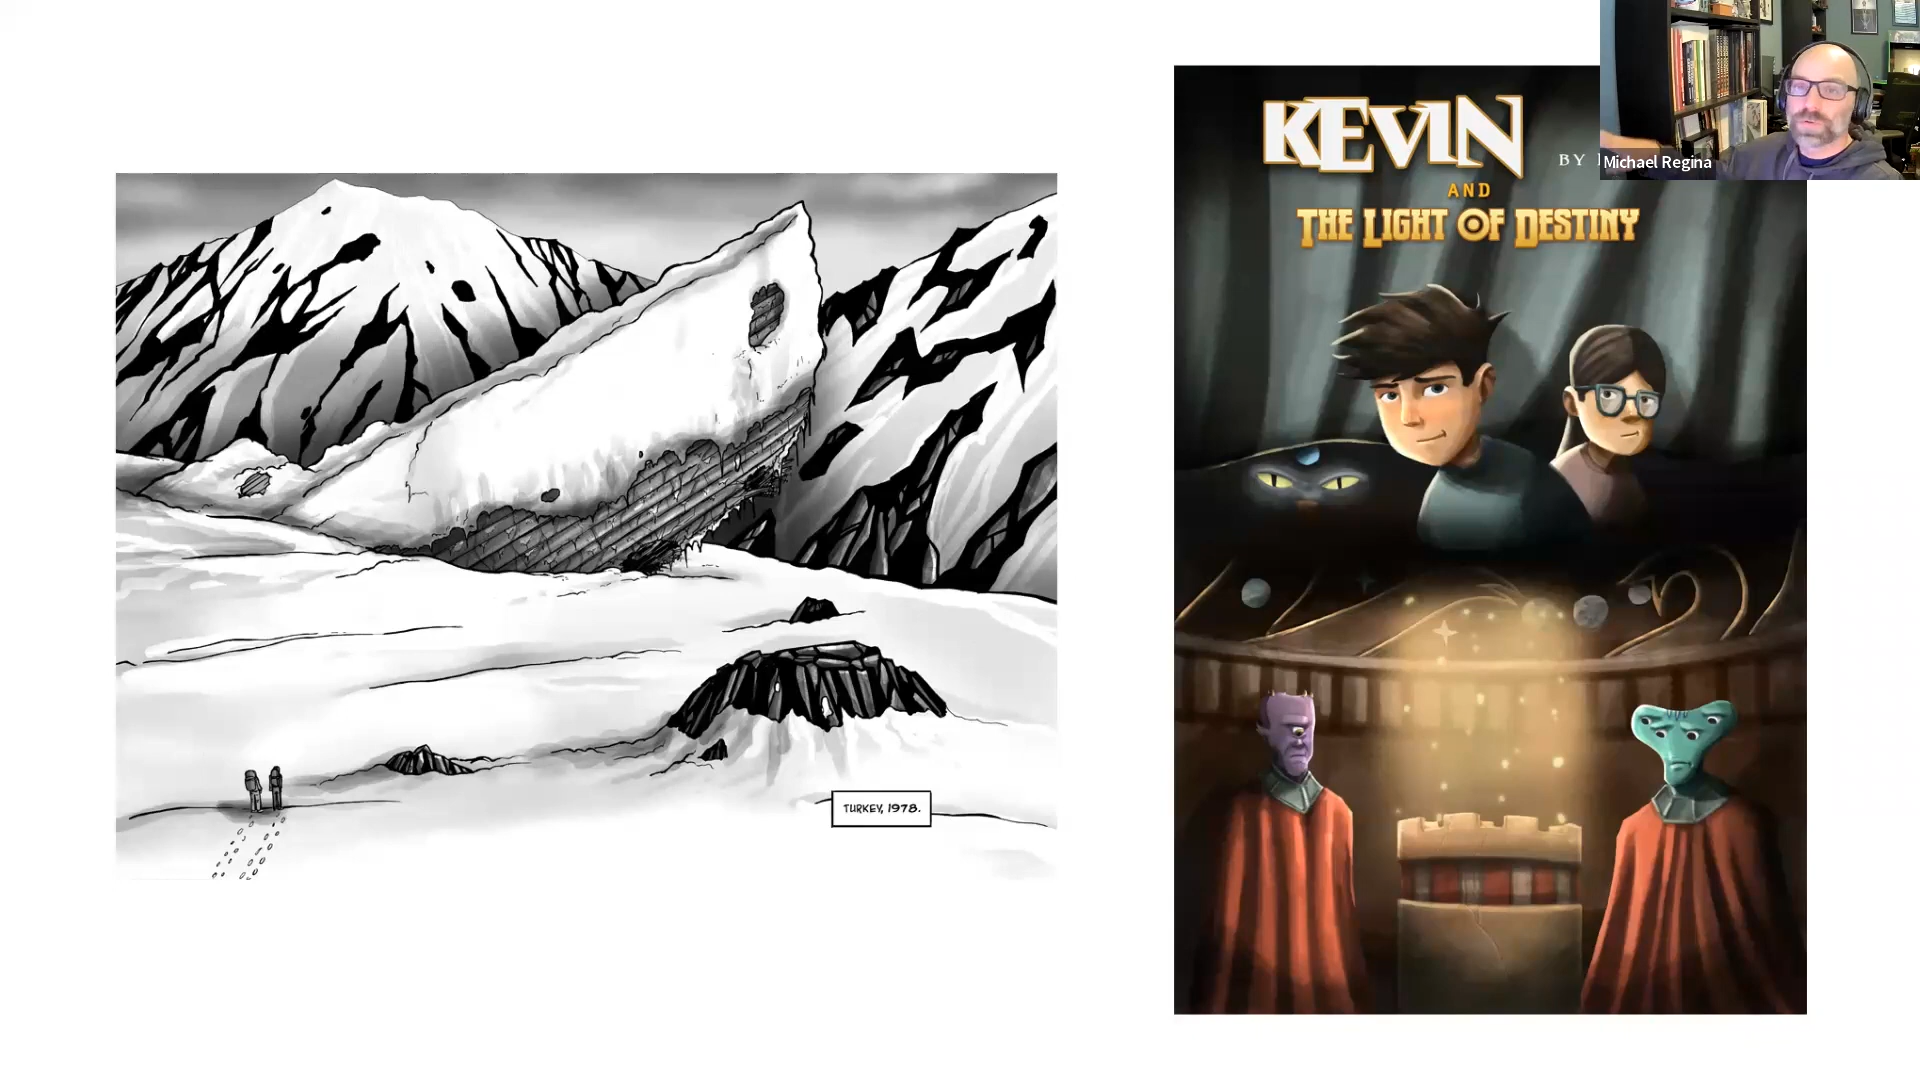 TURKEY, 1978.
KEVIN
BY
AND
THE LIGHT OF DESTINY
Michael Regina